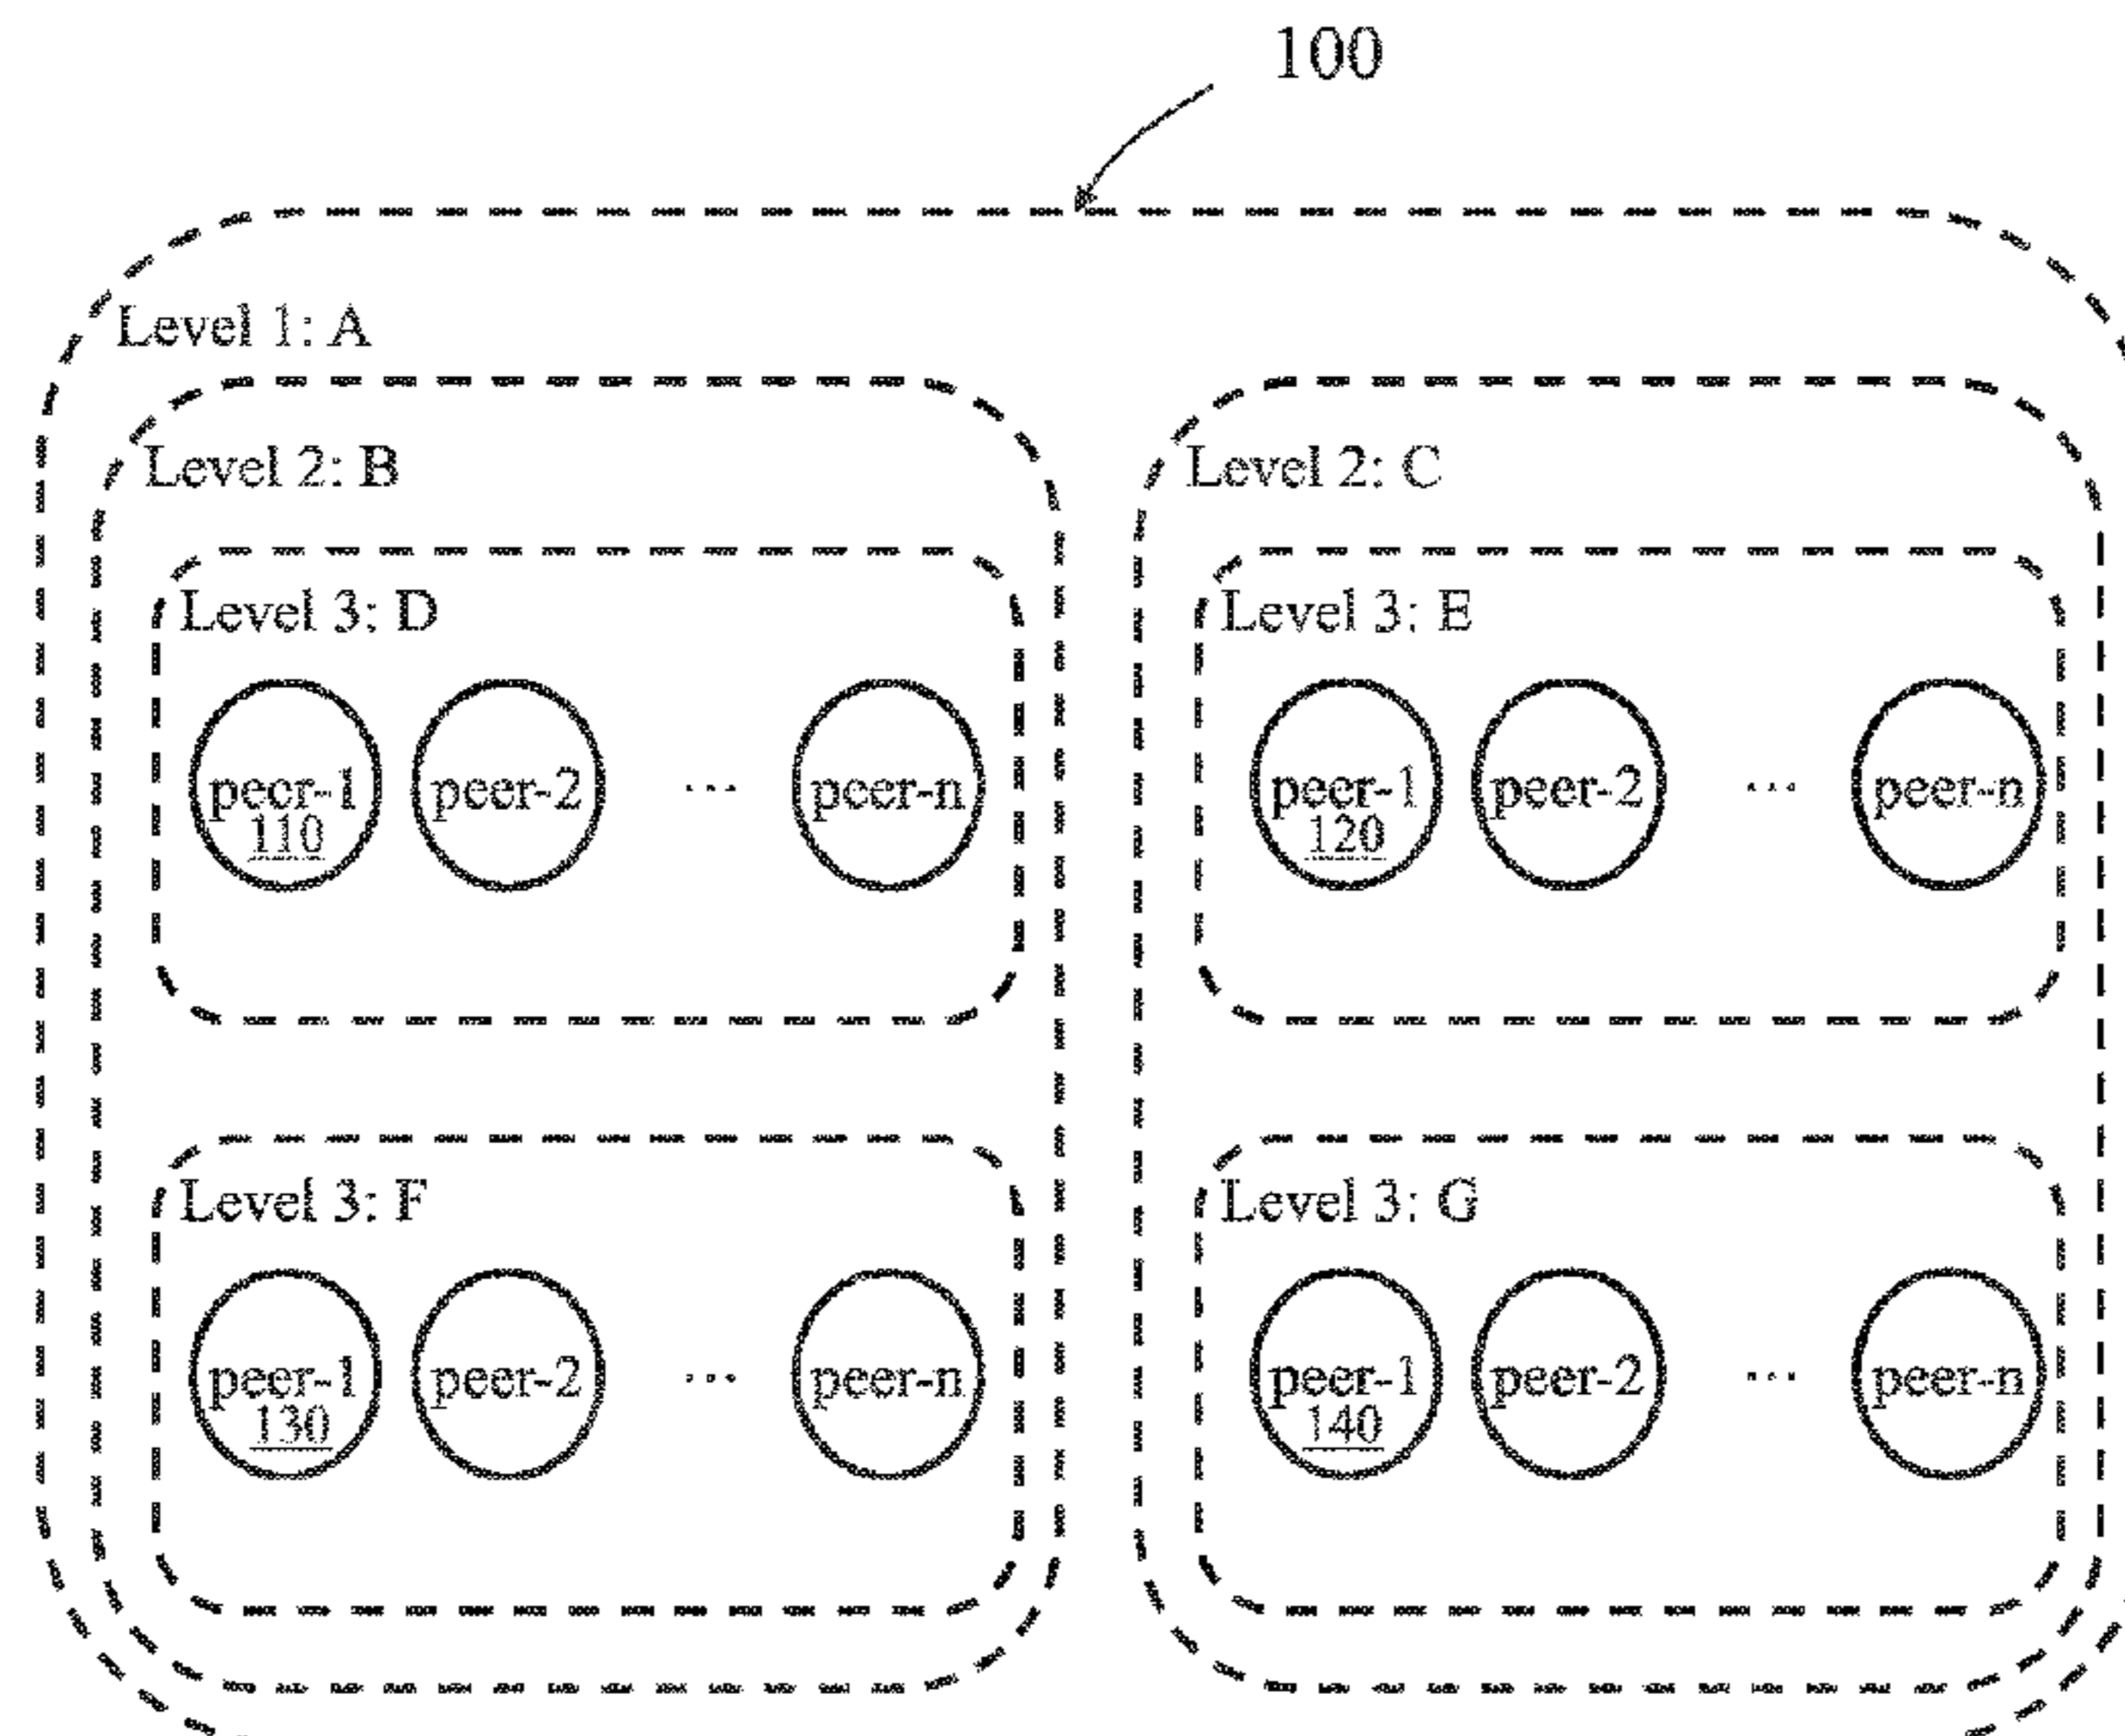 100
Level 1: A
Level 2: B
Level 2: C
Level 3: D
Level 3: E
peer-1 peer-2 ... peer-n
110
peer-1 peer-2 ... peer-n
120
Level 3: F
Level 3: G
peer-1 peer-2 ... peer-n
130
peer-1 peer-2 ... peer-n
140